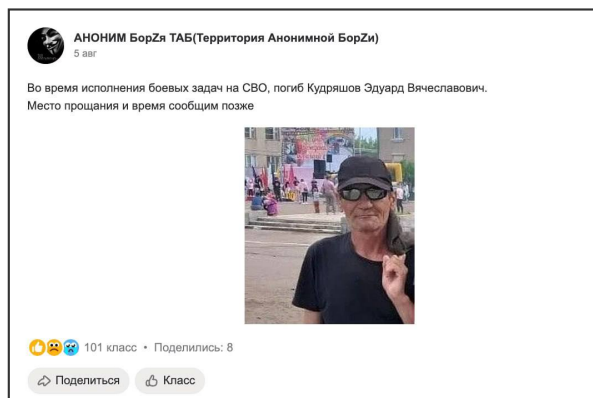 АНОНИМ БорZя ТАБ(Территория Анонимной БорZи)
5 авг
Во время исполнения боевых задач на СВО, погиб Кудряшов Эдуард Вячеславович.
Место прощания и время сообщим позже
101 класс • Поделились: 8
Поделиться
Класс